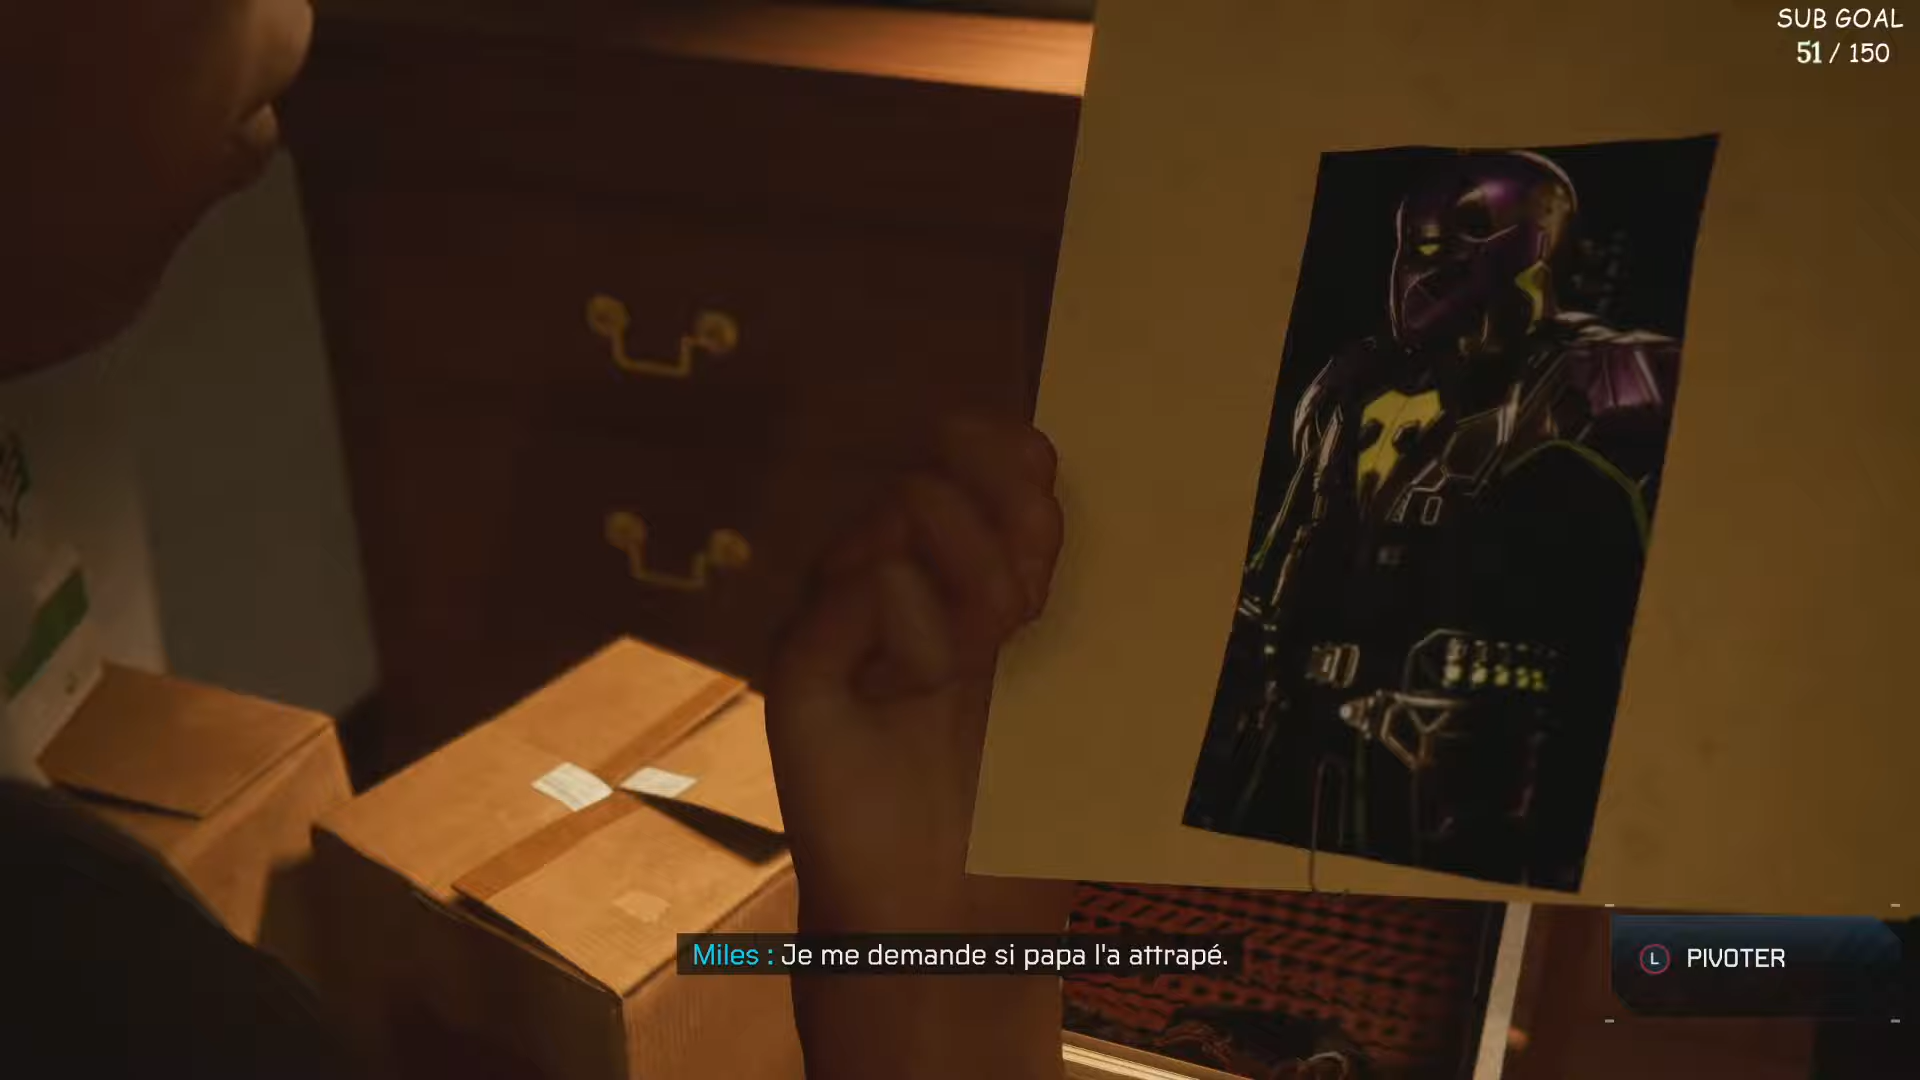 SUB GOAL
51 / 150
Miles : Je me demande si papa l'a attrapé.
L PIVOTER